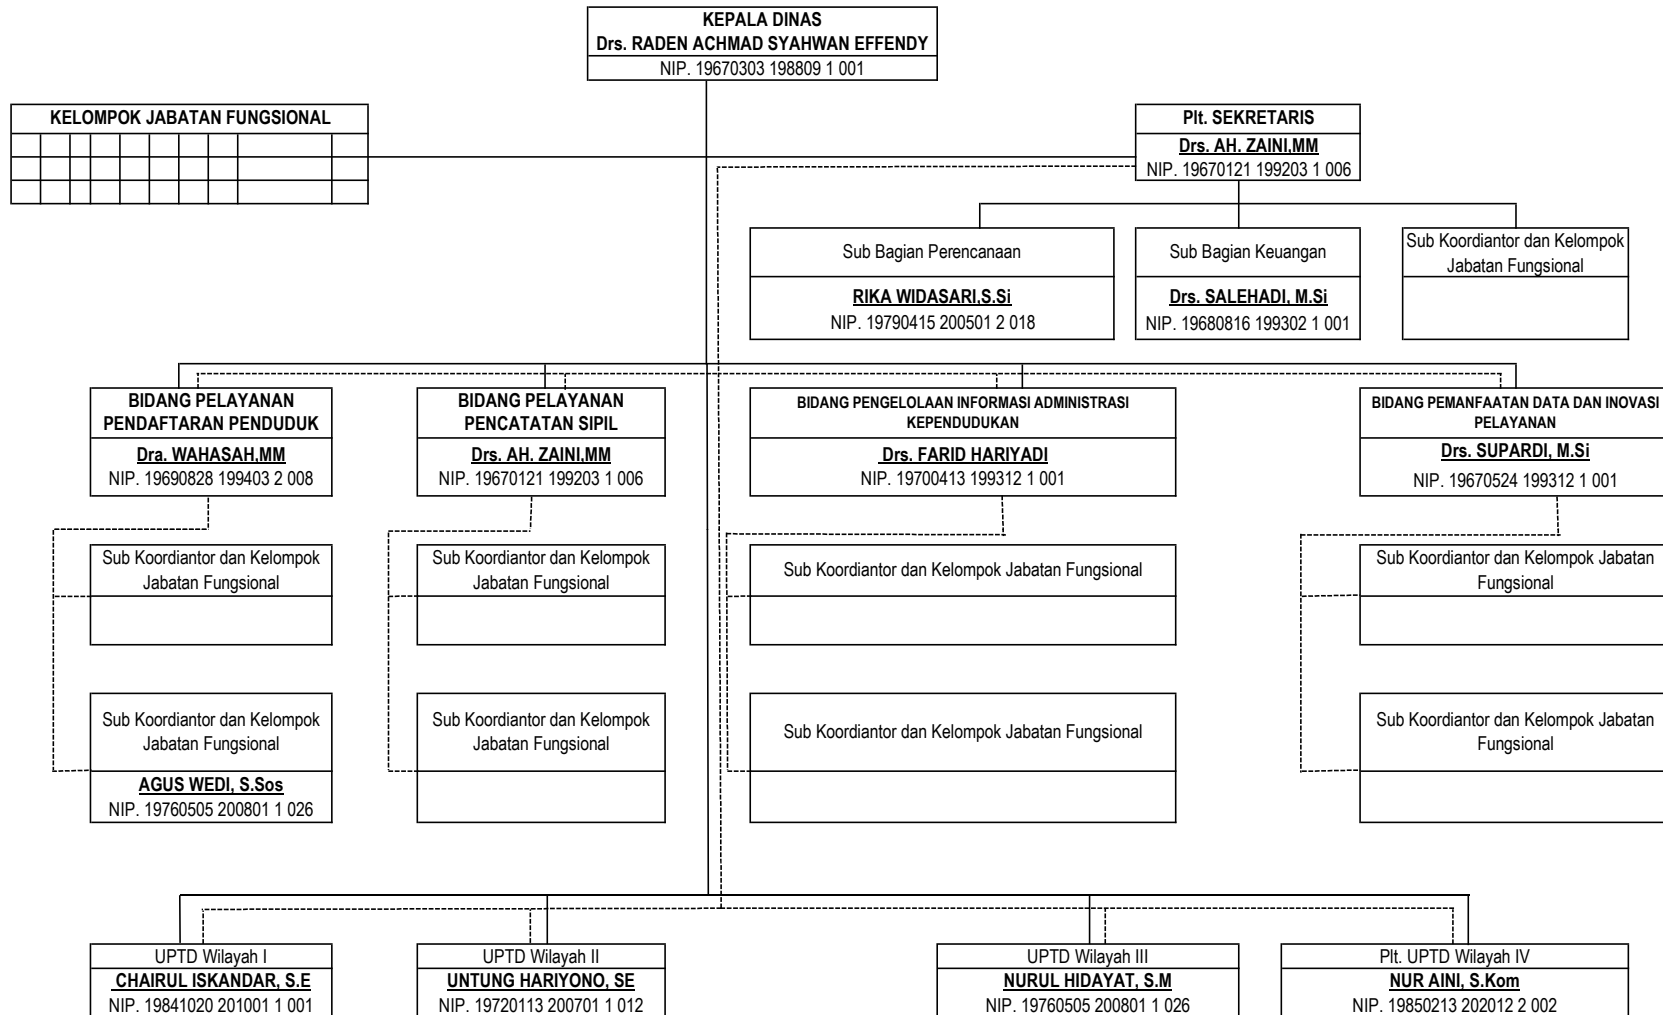 KEPALA DINAS
Drs. RADEN ACHMAD SYAHWAN EFFENDY
NIP. 19670303 198809 1 001
KELOMPOK JABATAN FUNGSIONAL
Plt. SEKRETARIS
Drs. AH. ZAINI,MM
NIP. 19670121 199203 1 006
Sub Bagian Perencanaan
RIKA WIDASARI,S.Si
NIP. 19790415 200501 2 018
Sub Bagian Keuangan
Drs. SALEHADI, M.Si
NIP. 19680816 199302 1 001
Sub Koordiantor dan Kelompok
Jabatan Fungsional
BIDANG PELAYANAN
PENDAFTARAN PENDUDUK
Dra. WAHASAH,MM
NIP. 19690828 199403 2 008
BIDANG PELAYANAN
PENCATATAN SIPIL
Drs. AH. ZAINI,MM
NIP. 19670121 199203 1 006
BIDANG PENGELOLAAN INFORMASI ADMINISTRASI
KEPENDUDUKAN
Drs. FARID HARIYADI
NIP. 19700413 199312 1 001
BIDANG PEMANFAATAN DATA DAN INOVASI
PELAYANAN
Drs. SUPARDI, M.Si
NIP. 19670524 199312 1 001
Sub Koordiantor dan Kelompok
Jabatan Fungsional
Sub Koordiantor dan Kelompok
Jabatan Fungsional
Sub Koordiantor dan Kelompok Jabatan Fungsional
Sub Koordiantor dan Kelompok Jabatan
Fungsional
Sub Koordiantor dan Kelompok
Jabatan Fungsional
AGUS WEDI, S.Sos
NIP. 19760505 200801 1 026
Sub Koordiantor dan Kelompok
Jabatan Fungsional
Sub Koordiantor dan Kelompok Jabatan Fungsional
Sub Koordiantor dan Kelompok Jabatan
Fungsional
UPTD Wilayah I
CHAIRUL ISKANDAR, S.E
NIP. 19841020 201001 1 001
UPTD Wilayah II
UNTUNG HARIYONO, SE
NIP. 19720113 200701 1 012
UPTD Wilayah III
NURUL HIDAYAT, S.M
NIP. 19760505 200801 1 026
Plt. UPTD Wilayah IV
NUR AINI, S.Kom
NIP. 19850213 202012 2 002